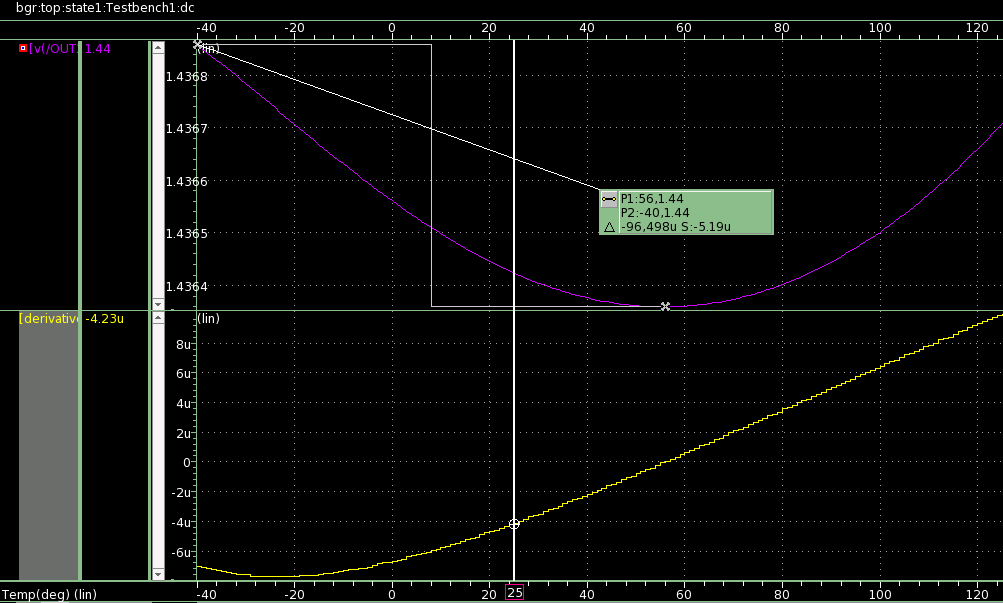 bgr:top:state1:Testbench1:dc
-40 -20 0 20 40 60 80 100 120
[v(/OUT 1.44
(lin)
1.4368
1.4367
1.4366
1.4365
1.4364
P1:56,1.44
P2:-40,1.44
-96,498u S:-5.19u
[derivativ -4.23u
(lin)
8u
6u
4u
2u
0
-2u
-4u
-6u
Temp(deg) (lin) -40 -20 0 20 25 40 60 80 100 120